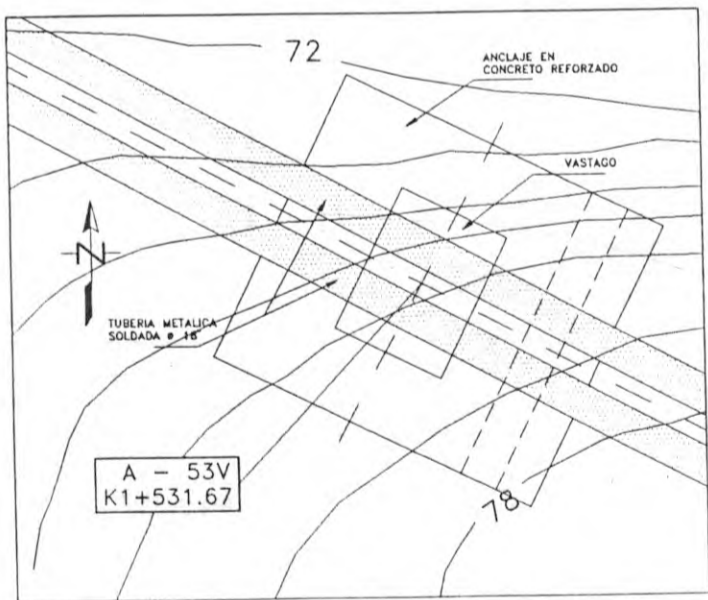 72
ANCLAJE EN
CONCRETO REFORZADO
VASTAGO
N
TUBERIA METALICA
SOLDADA ø 16
A - 53V
K1+531.67
78